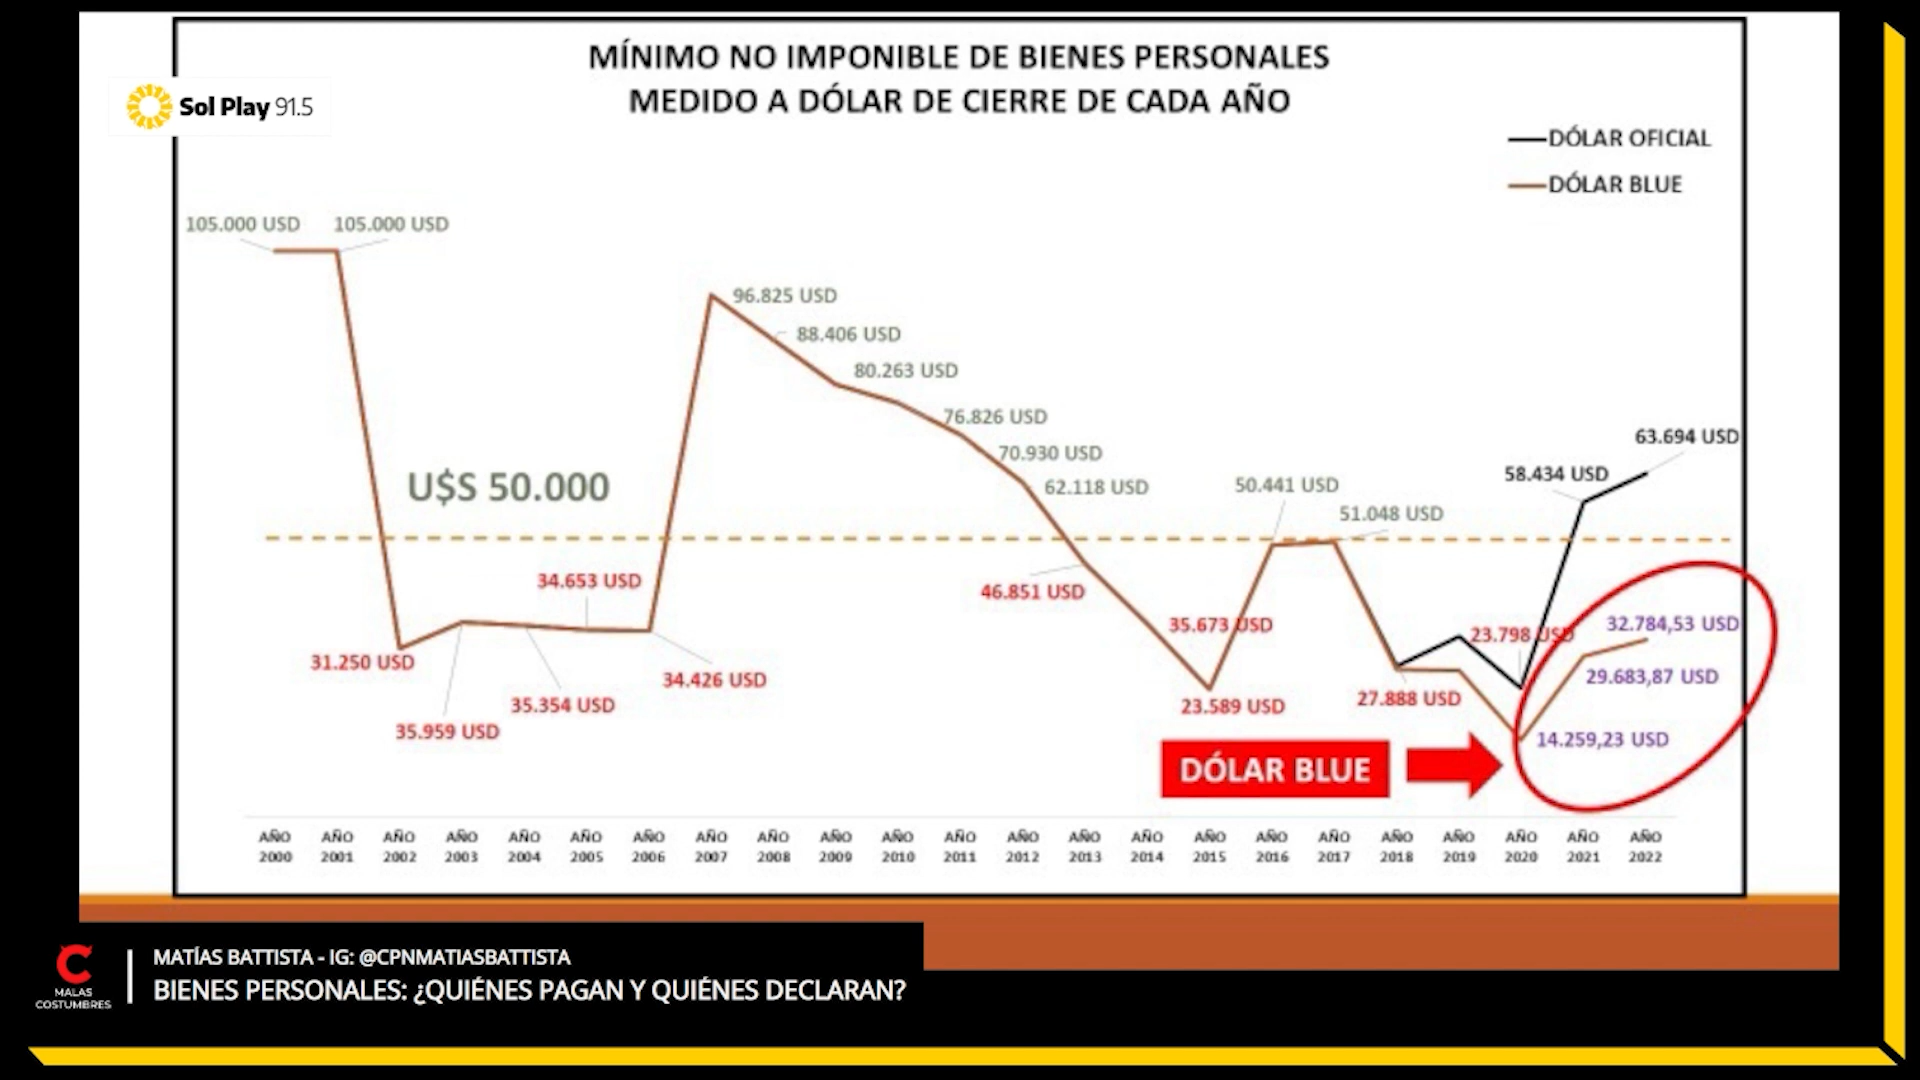 MÍNIMO NO IMPONIBLE DE BIENES PERSONALES
MEDIDO A DÓLAR DE CIERRE DE CADA AÑO
Sol Play 91.5
DÓLAR OFICIAL
DÓLAR BLUE
105.000 USD
105.000 USD
96.825 USD
88.406 USD
80.263 USD
76.826 USD
70.930 USD
62.118 USD
63.694 USD
58.434 USD
U$S 50.000
50.441 USD
51.048 USD
34.653 USD
46.851 USD
35.673 USD
23.798 USD
32.784,53 USD
31.250 USD
34.426 USD
29.683,87 USD
35.354 USD
23.589 USD
27.888 USD
35.959 USD
14.259,23 USD
DÓLAR BLUE
AÑO 2000
AÑO 2001
AÑO 2002
AÑO 2003
AÑO 2004
AÑO 2005
AÑO 2006
AÑO 2007
AÑO 2008
AÑO 2009
AÑO 2010
AÑO 2011
AÑO 2012
AÑO 2013
AÑO 2014
AÑO 2015
AÑO 2016
AÑO 2017
AÑO 2018
AÑO 2019
AÑO 2020
AÑO 2021
AÑO 2022
MALAS
COSTUMBRES
MATÍAS BATTISTA - IG: @CPNMATIASBATTISTA
BIENES PERSONALES: ¿QUIÉNES PAGAN Y QUIÉNES DECLARAN?